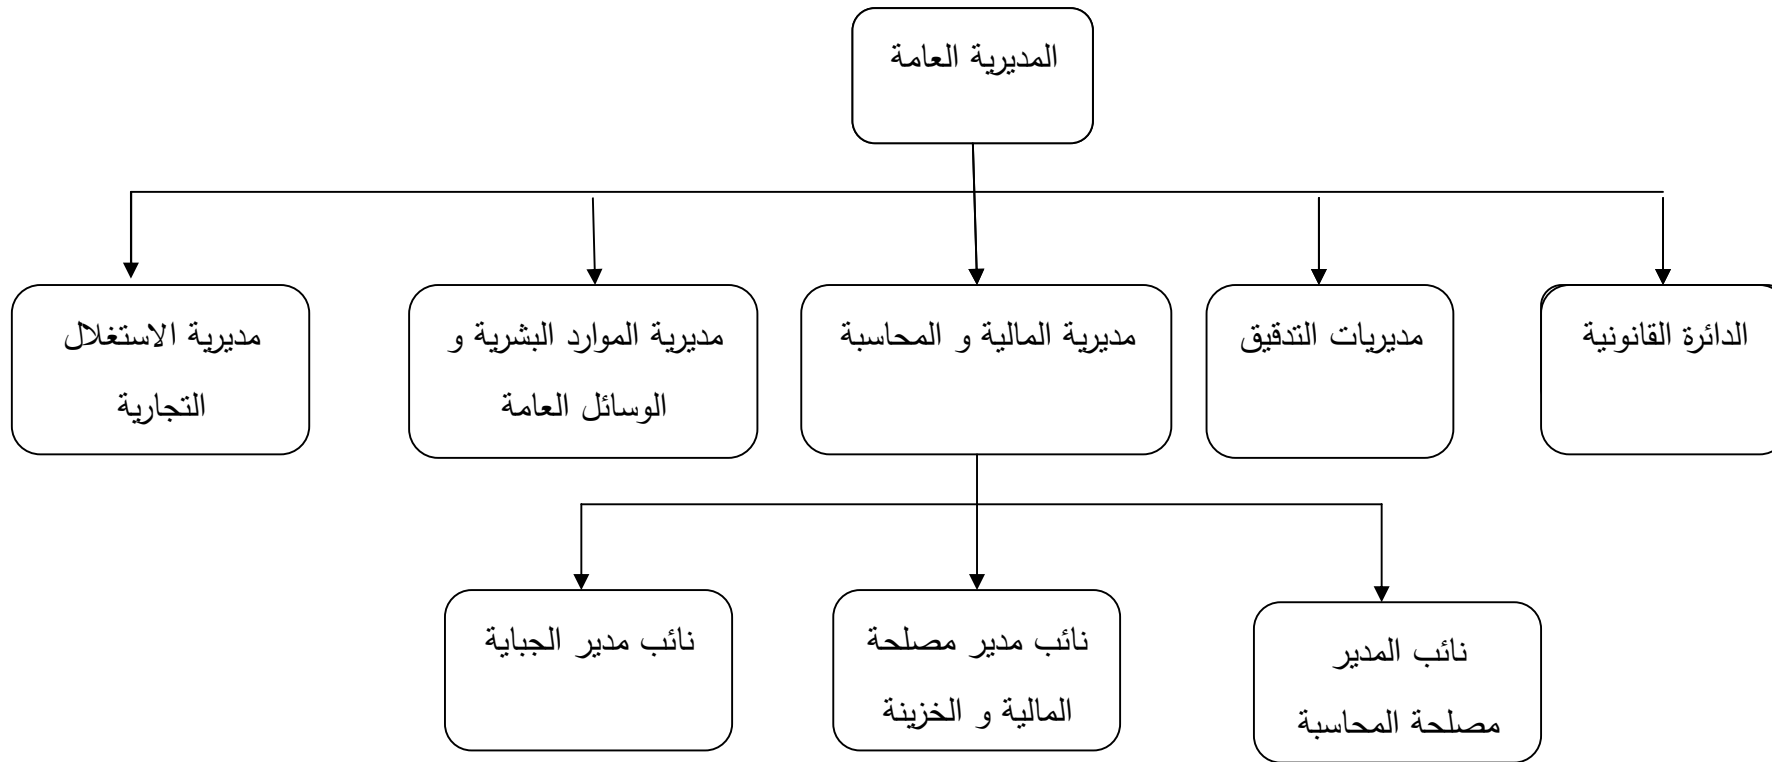 المديرية العامة
الدائرة القانونية
مديريات التدقيق
مديرية المالية و المحاسبة
مديرية الموارد البشرية و
الوسائل العامة
مديرية الاستغلال
التجارية
نائب المدير
مصلحة المحاسبة
نائب مدير مصلحة
المالية و الخزينة
نائب مدير الجباية